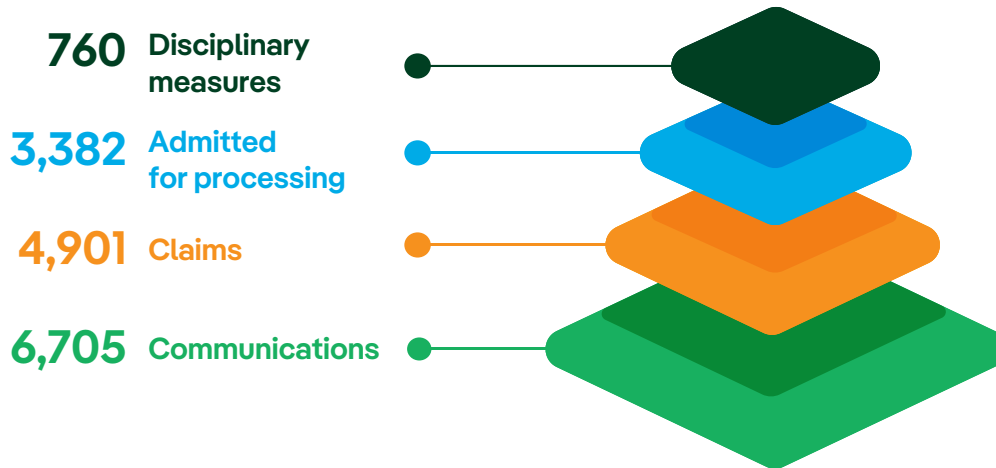 760 Disciplinary
measures
3,382 Admitted
for processing
4,901 Claims
6,705 Communications